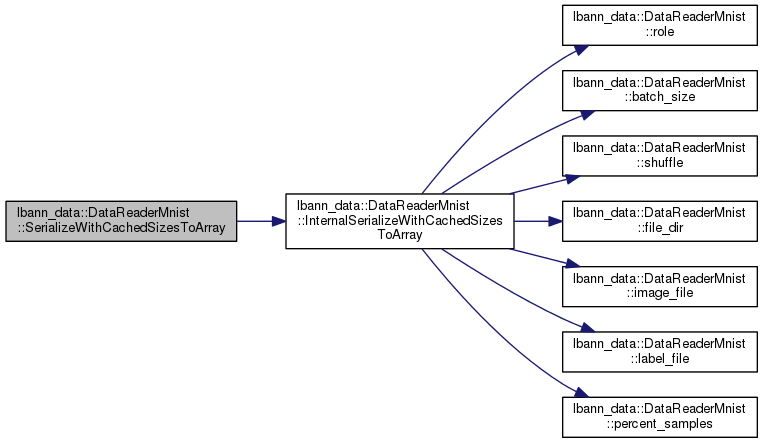 lbann_data::DataReaderMnist
::SerializeWithCachedSizesToArray
lbann_data::DataReaderMnist
::InternalSerializeWithCachedSizes
ToArray
lbann_data::DataReaderMnist
::role
lbann_data::DataReaderMnist
::batch_size
lbann_data::DataReaderMnist
::shuffle
lbann_data::DataReaderMnist
::file_dir
lbann_data::DataReaderMnist
::image_file
lbann_data::DataReaderMnist
::label_file
lbann_data::DataReaderMnist
::percent_samples